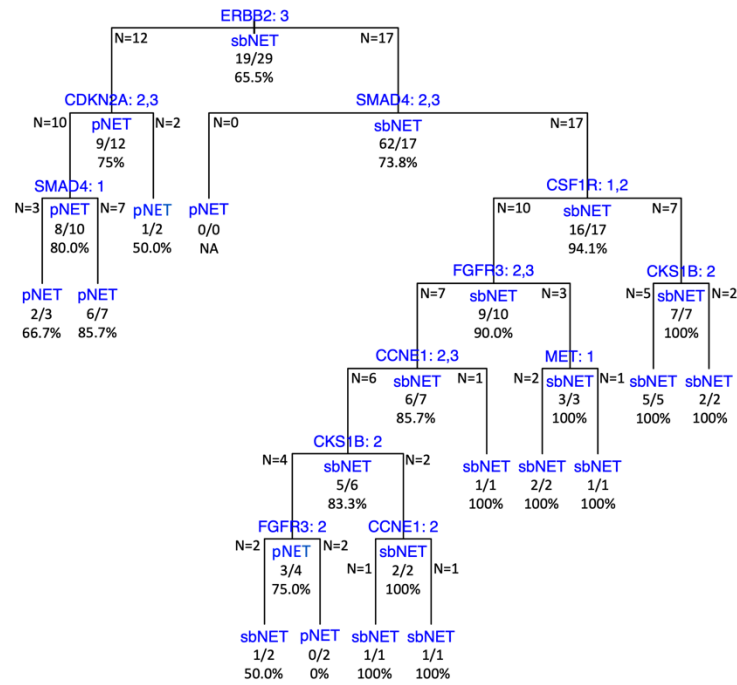 ERBB2: 3
N=12 sbNET N=17
19/29
65.5%
CDKN2A: 2,3 SMAD4: 2,3
N=10 pNET N=2 N=0 sbNET N=17
9/12 62/17
75% 73.8%
SMAD4: 1 CSF1R: 1,2
N=3 pNET N=7 pNET pNET N=10 sbNET N=7
8/10 1/2 0/0 16/17
80.0% 50.0% NA 94.1%
FGFR3: 2,3 CKS1B: 2
pNET pNET N=7 sbNET N=3 N=5 sbNET N=2
2/3 6/7 9/10 7/7
66.7% 85.7% 90.0% 100%
CCNE1: 2,3 MET: 1
N=6 sbNET N=1 N=2 sbNET N=1 sbNET sbNET
6/7 3/3 5/5 2/2
85.7% 100% 100% 100%
CKS1B: 2
N=4 sbNET N=2 sbNET sbNET sbNET
5/6 1/1 2/2 1/1
83.3% 100% 100% 100%
FGFR3: 2 CCNE1: 2
N=2 pNET N=2 N=1 sbNET N=1
3/4 2/2
75.0% 100%
sbNET pNET sbNET sbNET
1/2 0/2 1/1 1/1
50.0% 0% 100% 100%